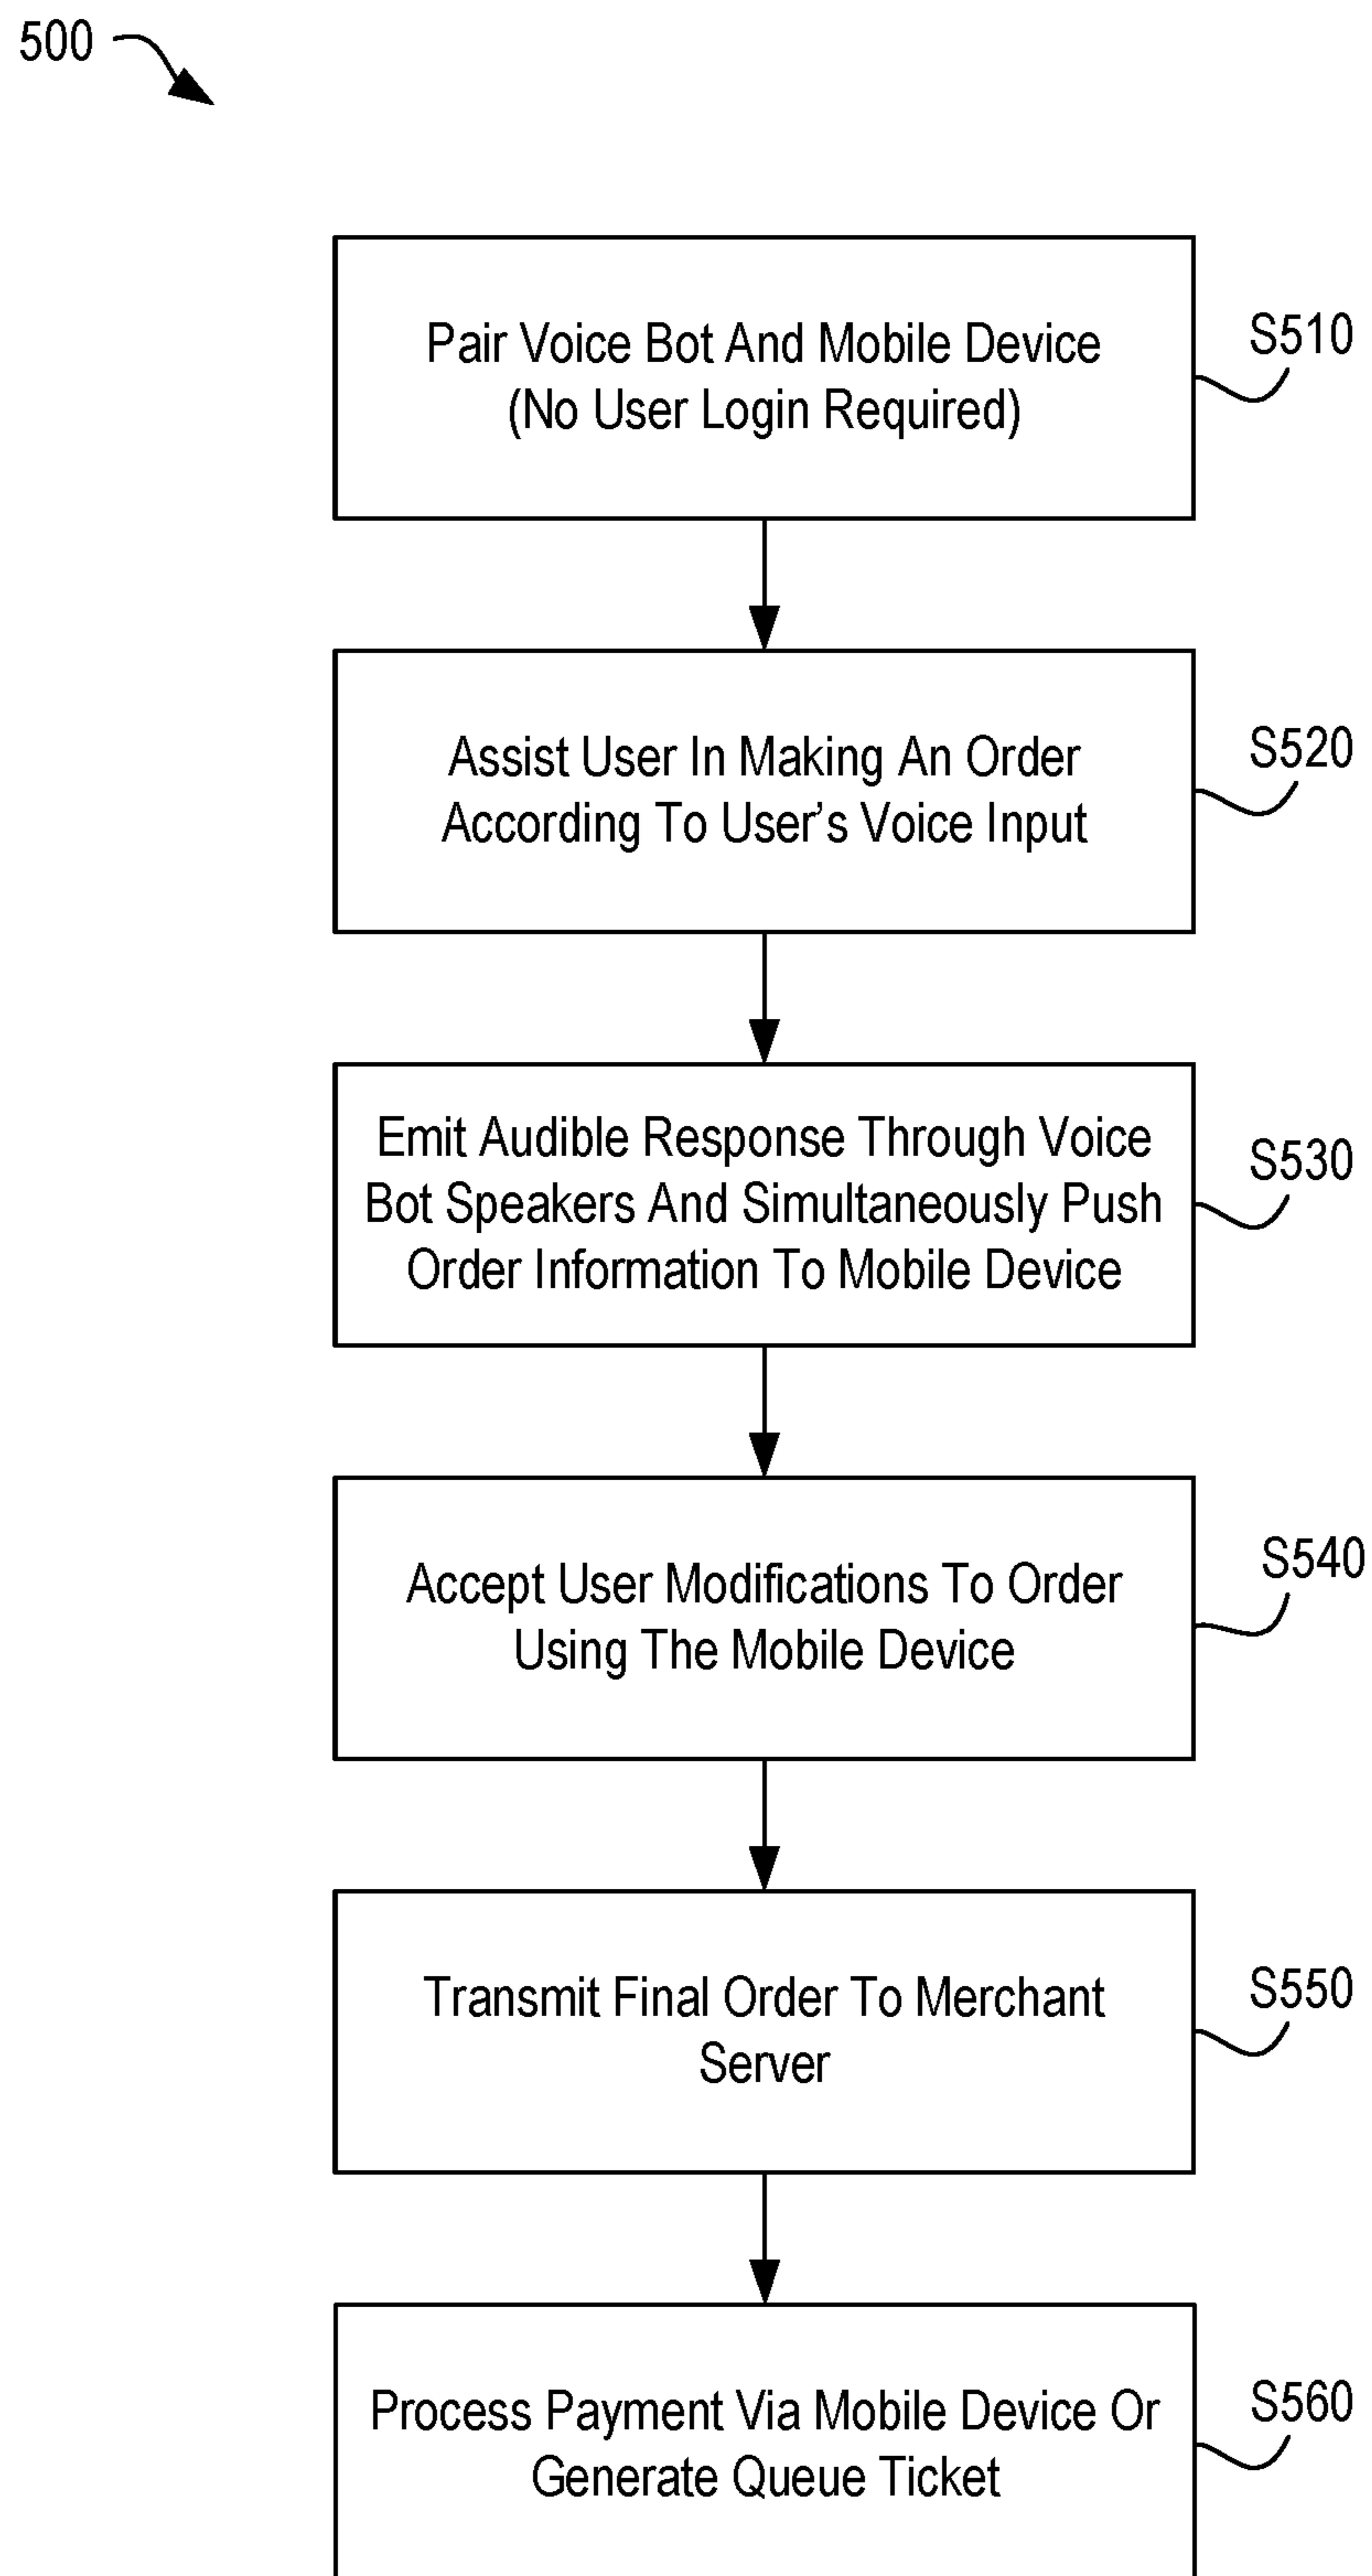 500
Pair Voice Bot And Mobile Device
(No User Login Required)
S510
Assist User In Making An Order
According To User’s Voice Input
S520
Emit Audible Response Through Voice
Bot Speakers And Simultaneously Push
Order Information To Mobile Device
S530
Accept User Modifications To Order
Using The Mobile Device
S540
Transmit Final Order To Merchant
Server
S550
Process Payment Via Mobile Device Or
Generate Queue Ticket
S560